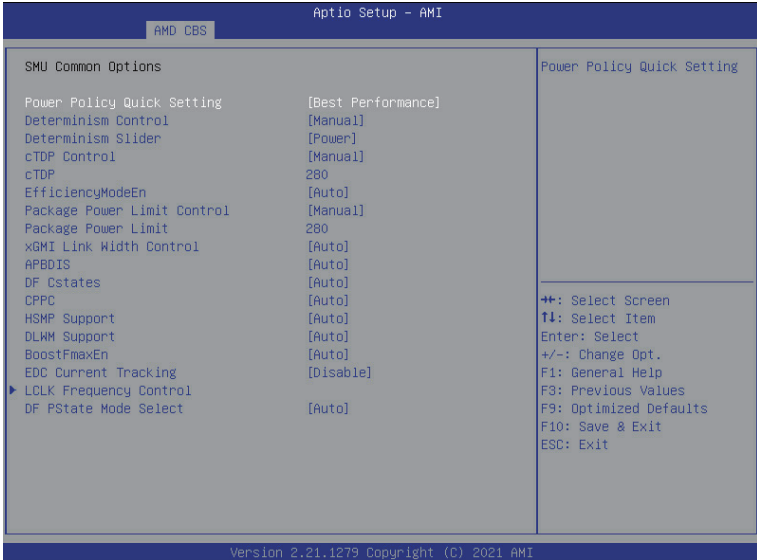 Aptio Setup – AMI
AMD CBS
SMU Common Options
Power Policy Quick Setting [Best Performance]
Determinism Control [Manual]
Determinism Slider [Power]
cTDP Control [Manual]
cTDP 280
EfficiencyModeEn [Auto]
Package Power Limit Control [Manual]
Package Power Limit 280
xGMI Link Width Control [Auto]
APBDIS [Auto]
DF Cstates [Auto]
CPPC [Auto]
HSMP Support [Auto]
DLWM Support [Auto]
BoostFmaxEn [Auto]
EDC Current Tracking [Disable]
LCLK Frequency Control
DF PState Mode Select [Auto]
Power Policy Quick Setting
→←: Select Screen
↑↓: Select Item
Enter: Select
+/-: Change Opt.
F1: General Help
F3: Previous Values
F9: Optimized Defaults
F10: Save & Exit
ESC: Exit
Version 2.21.1279 Copyright (C) 2021 AMI